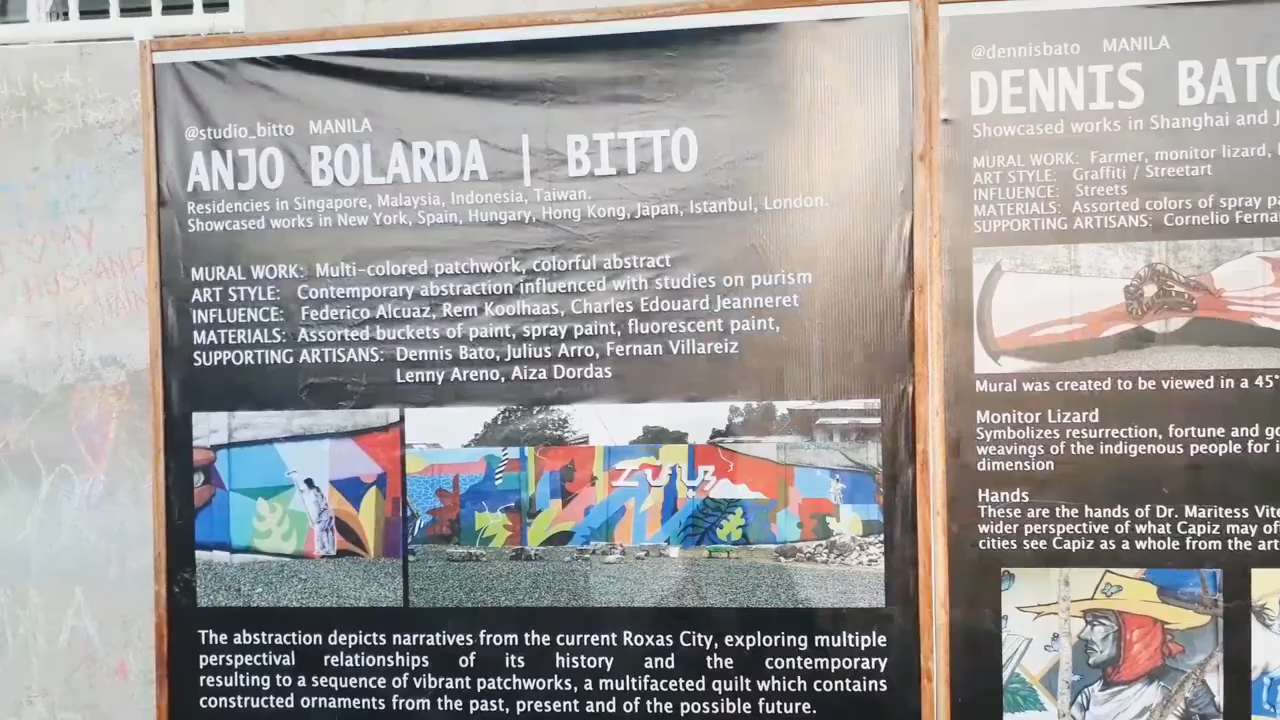 @studio_bitto MANILA
ANJO BOLARDA | BITTO
Residencies in Singapore, Malaysia, Indonesia, Taiwan.
Showcased works in New York, Spain, Hungary, Hong Kong, Japan, Istanbul, London.
MURAL WORK: Multi-colored patchwork, colorful abstract
ART STYLE: Contemporary abstraction influenced with studies on purism
INFLUENCE: Federico Alcuaz, Rem Koolhaas, Charles Edouard Jeanneret
MATERIALS: Assorted buckets of paint, spray paint, fluorescent paint,
SUPPORTING ARTISANS: Dennis Bato, Julius Arro, Fernan Villareiz
Lenny Areno, Aiza Dordas
The abstraction depicts narratives from the current Roxas City, exploring multiple
perspectival relationships of its history and the contemporary
resulting to a sequence of vibrant patchworks, a multifaceted quilt which contains
constructed ornaments from the past, present and of the possible future.
@dennisbato MANILA
DENNIS BATO
Showcased works in Shanghai and
MURAL WORK: Farmer, monitor lizard,
ART STYLE: Graffiti / Streetart
INFLUENCE: Streets
MATERIALS: Assorted colors of spray
SUPPORTING ARTISANS: Cornelio
Mural was created to be viewed in a 45°
Monitor Lizard
Symbolizes resurrection, fortune and
weavings of the indigenous people for
dimension
Hands
These are the hands of Dr. Maritess
wider perspective of what Capiz may
cities see Capiz as a whole from the
MY
HUSBAND